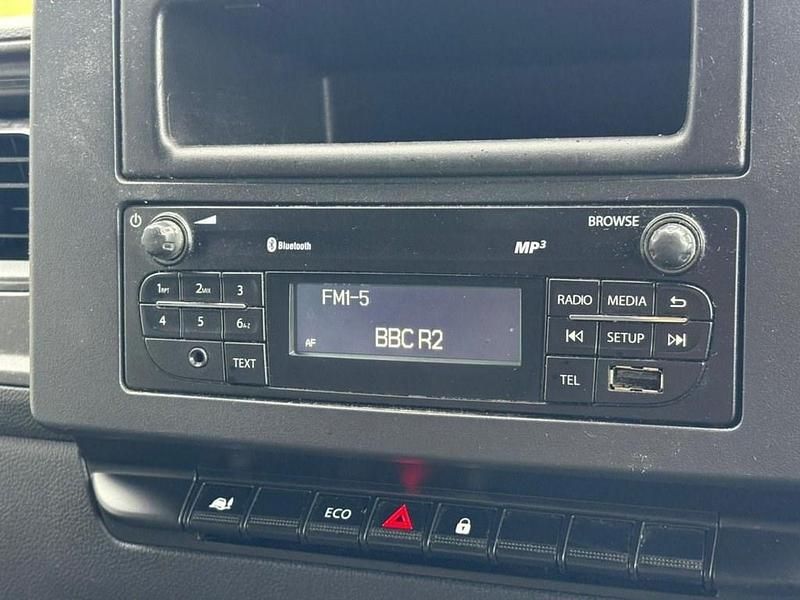 BROWSE
Bluetooth
MP3
1RPT 2MIX 3
4 5 6A-Z
TEXT
FM1-5
AF BBC R2
RADIO MEDIA
SETUP
TEL
ECO